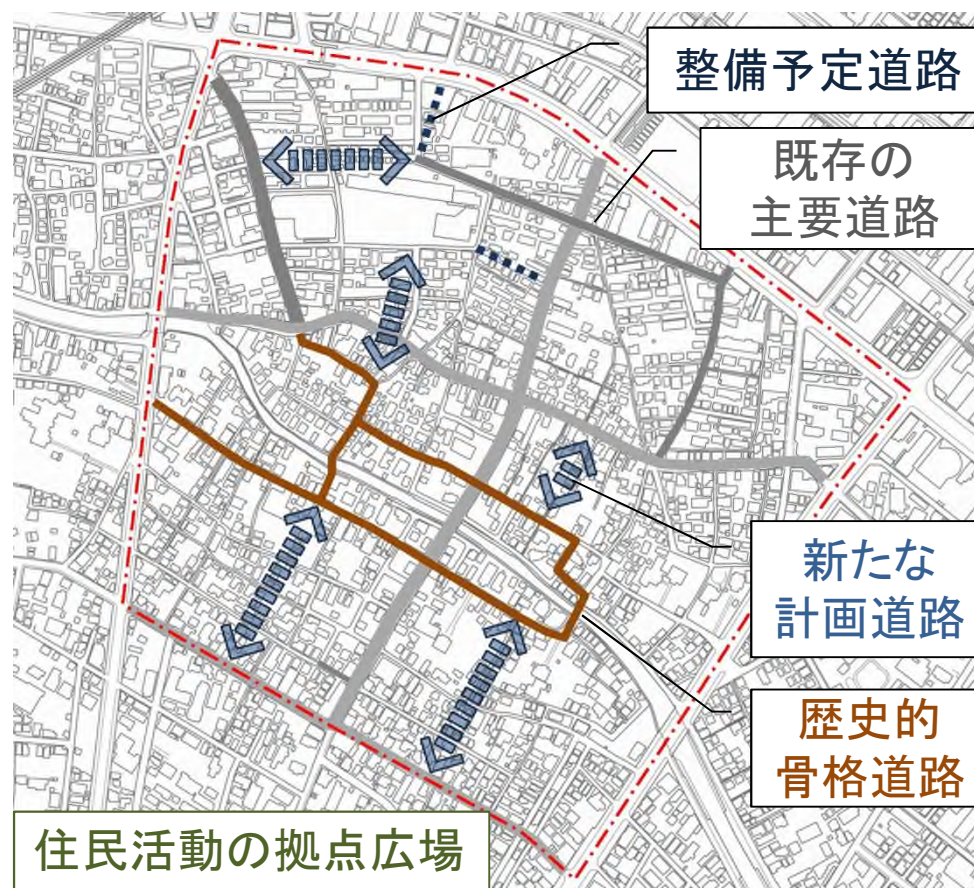 整備予定道路
既存の
主要道路
新たな
計画道路
歴史的
骨格道路
住民活動の拠点広場